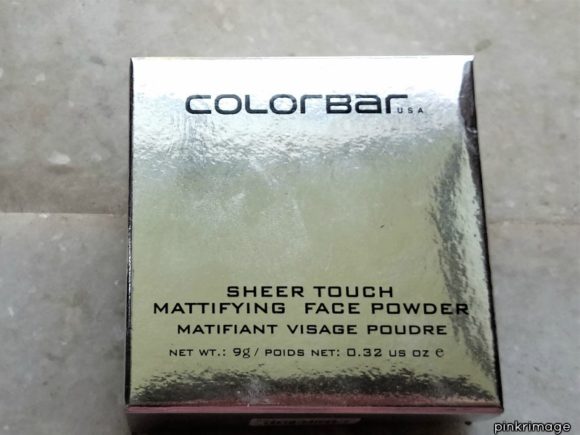 COLORBAR
USA
SHEER TOUCH
MATTIFYING FACE POWDER
MATIFIANT VISAGE POUDRE
NET WT.: 9g / POIDS NET: 0.32 US OZ e
pinkrimage